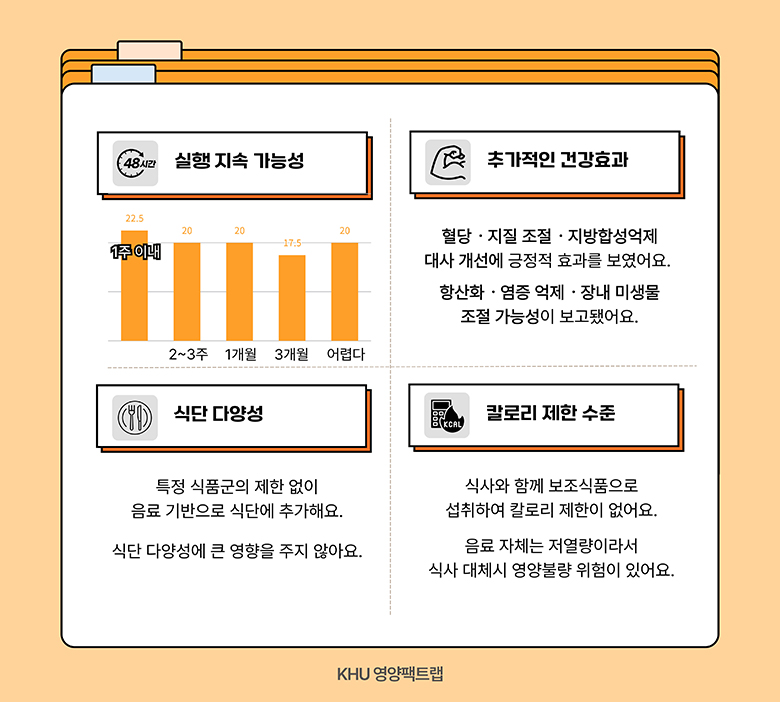 48시간
실행 지속 가능성
22.5
20
20
17.5
20
1주 이내
2~3주
1개월
3개월
어렵다
추가적인 건강효과
혈당 · 지질 조절 · 지방합성억제
대사 개선에 긍정적 효과를 보였어요.
항산화 · 염증 억제 · 장내 미생물
조절 가능성이 보고됐어요.
식단 다양성
특정 식품군의 제한 없이
음료 기반으로 식단에 추가해요.
식단 다양성에 큰 영향을 주지 않아요.
KCAL
칼로리 제한 수준
식사와 함께 보조식품으로
섭취하여 칼로리 제한이 없어요.
음료 자체는 저열량이라서
식사 대체시 영양불량 위험이 있어요.
KHU 영양팩트랩